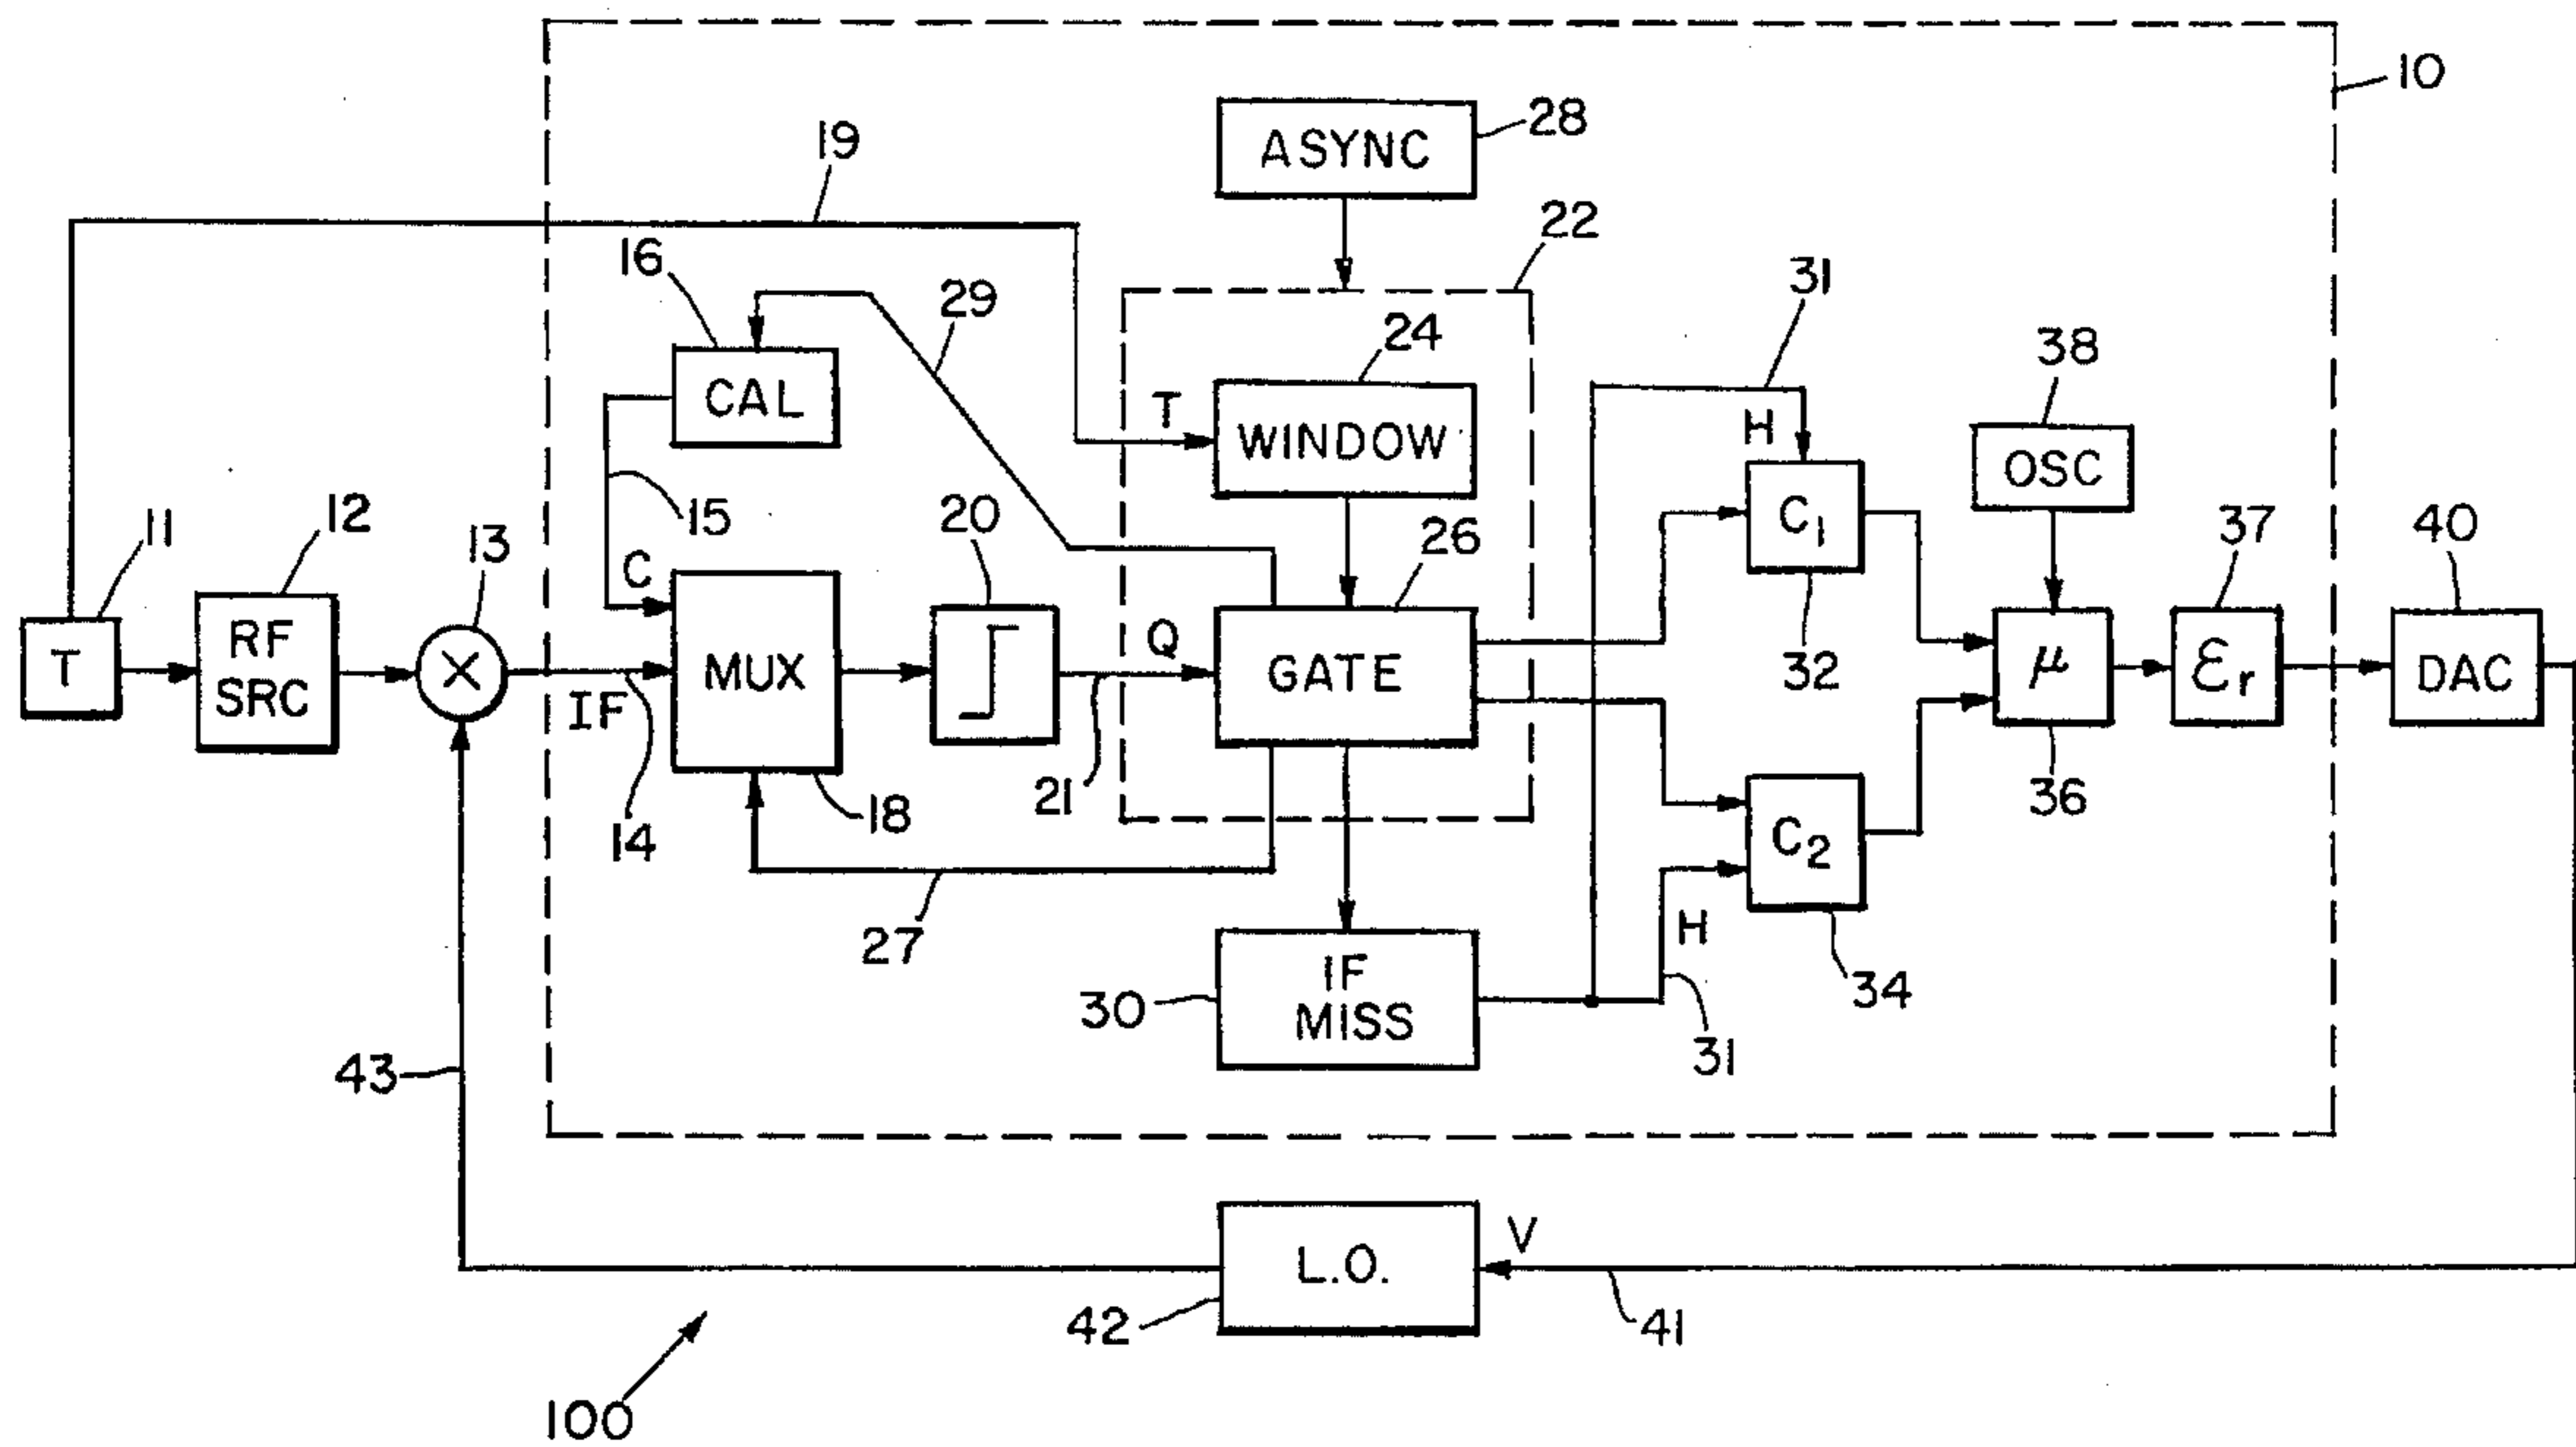 10
ASYNC
28
19
22
16
29
31
24
38
CAL
T
WINDOW
H
OSC
15
20
26
C1
37
40
11
12
13
C
T
RF
SRC
X
IF
MUX
Q
GATE
32
μ
εr
DAC
14
18
21
36
C2
27
H
30
IF
MISS
34
31
43
L.O.
V
42
41
100